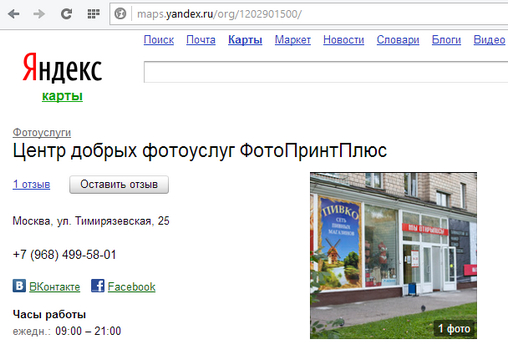 maps.yandex.ru/org/1202901500/
Поиск Почта Карты Маркет Новости Словари Блоги Видео
Яндекс
карты
Фотоуслуги
Центр добрых фотоуслуг ФотоПринтПлюс
1 отзыв Оставить отзыв
Москва, ул. Тимирязевская, 25
+7 (968) 499-58-01
ВКонтакте Facebook
Часы работы
ежедн.: 09:00 – 21:00
ПИВКО
СЕТЬ
ПИВНЫХ
МАГАЗИНОВ
МЫ ОТКРЫЛИСЬ
1 фото